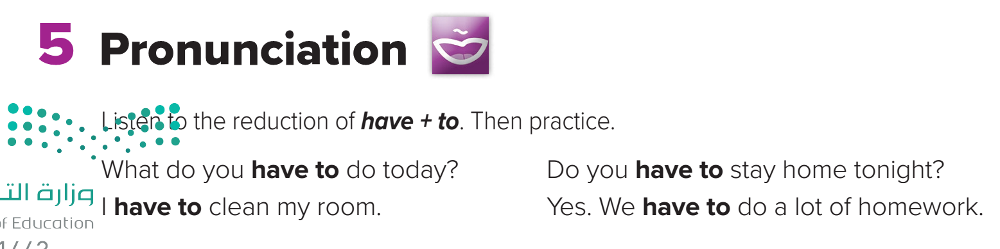 5 Pronunciation
Listen to the reduction of have + to. Then practice.
What do you have to do today?
I have to clean my room.
Do you have to stay home tonight?
Yes. We have to do a lot of homework.
وزارة
of Education